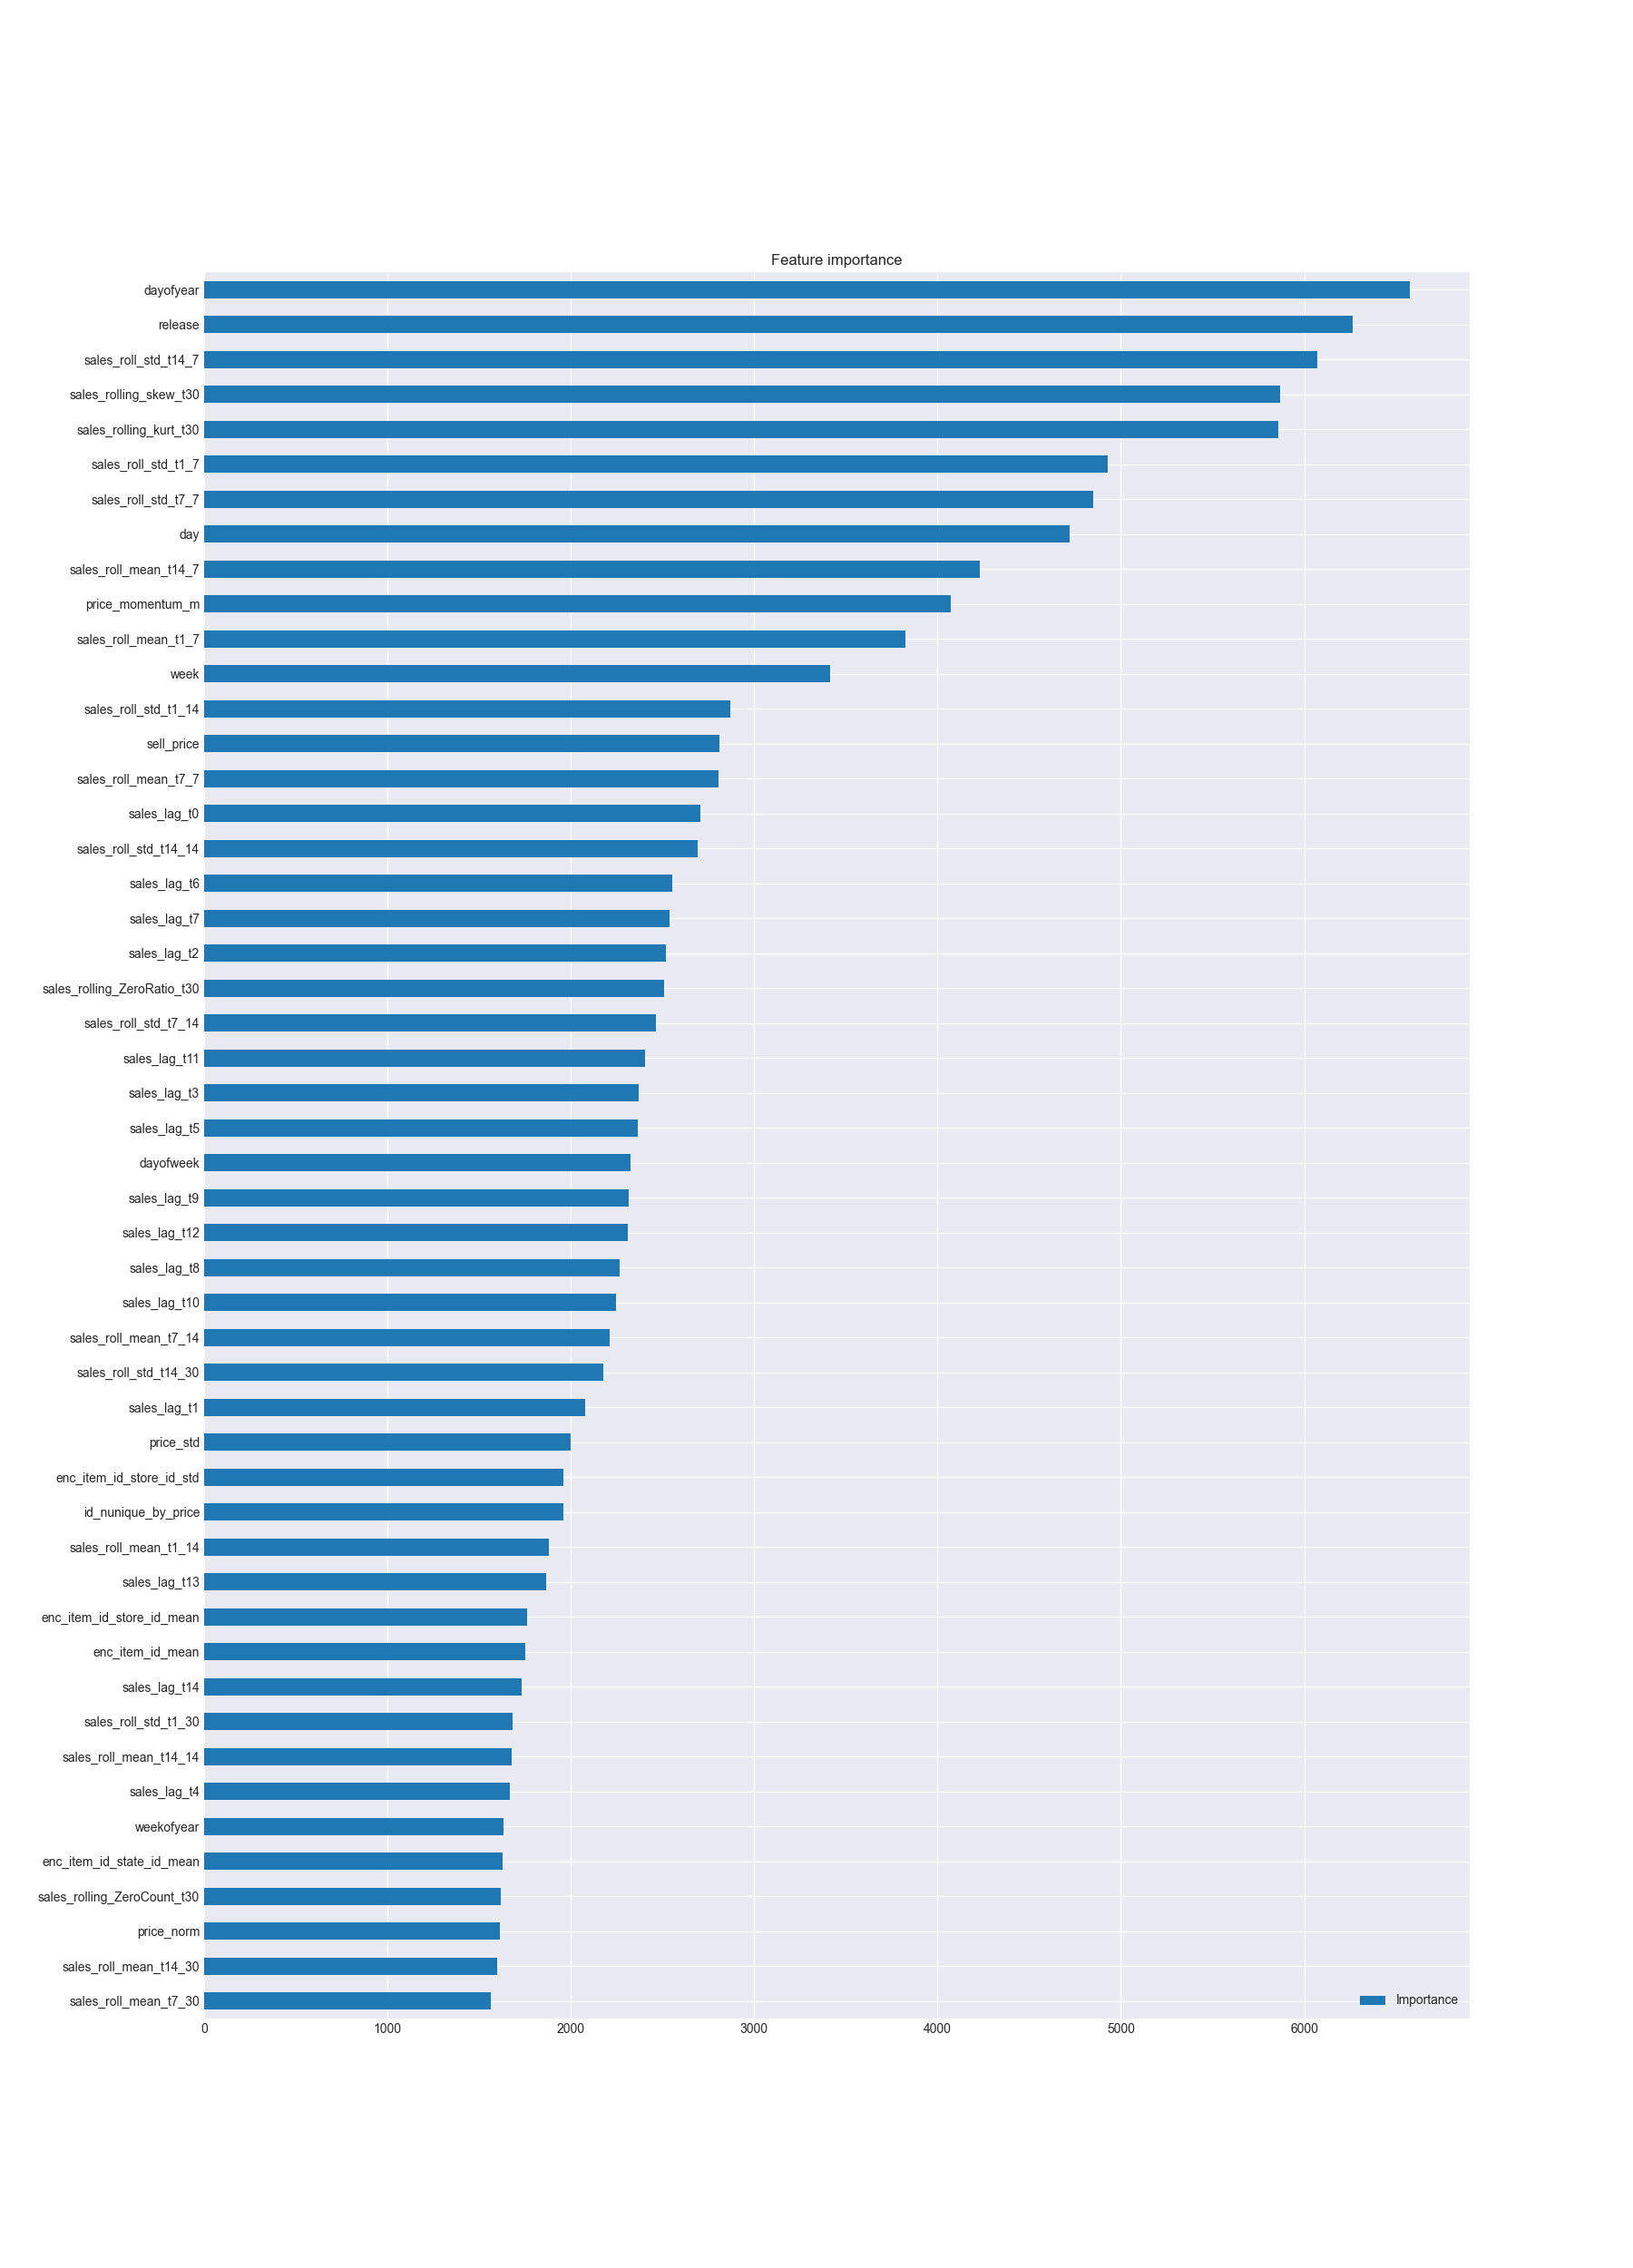 Feature importance
dayofyear
release
sales_roll_std_t14_7
sales_rolling_skew_t30
sales_rolling_kurt_t30
sales_roll_std_t1_7
sales_roll_std_t7_7
day
sales_roll_mean_t14_7
price_momentum_m
sales_roll_mean_t1_7
week
sales_roll_std_t1_14
sell_price
sales_roll_mean_t7_7
sales_lag_t0
sales_roll_std_t14_14
sales_lag_t6
sales_lag_t7
sales_lag_t2
sales_rolling_ZeroRatio_t30
sales_roll_std_t7_14
sales_lag_t11
sales_lag_t3
sales_lag_t5
dayofweek
sales_lag_t9
sales_lag_t12
sales_lag_t8
sales_lag_t10
sales_roll_mean_t7_14
sales_roll_std_t14_30
sales_lag_t1
price_std
enc_item_id_store_id_std
id_nunique_by_price
sales_roll_mean_t1_14
sales_lag_t13
enc_item_id_store_id_mean
enc_item_id_mean
sales_lag_t14
sales_roll_std_t1_30
sales_roll_mean_t14_14
sales_lag_t4
weekofyear
enc_item_id_state_id_mean
sales_rolling_ZeroCount_t30
price_norm
sales_roll_mean_t14_30
sales_roll_mean_t7_30
Importance
0 1000 2000 3000 4000 5000 6000